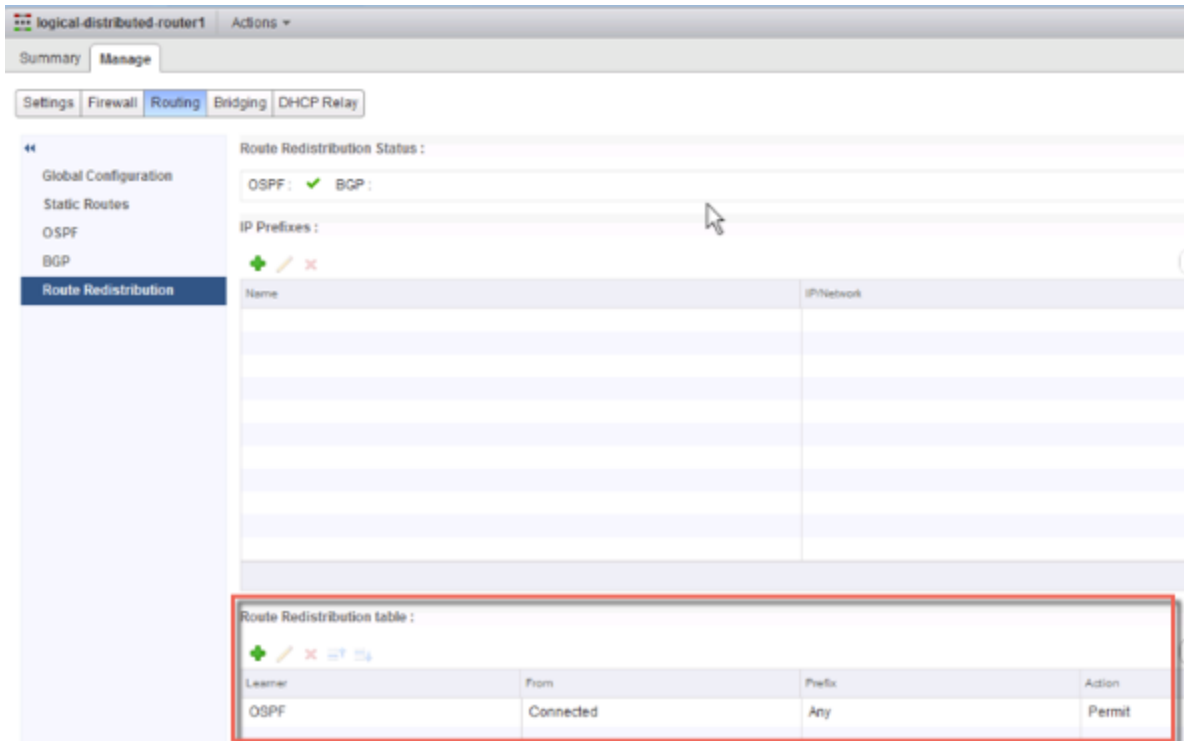 logical-distributed-router1 Actions
Summary Manage
Settings Firewall Routing Bridging DHCP Relay
Global Configuration
Static Routes
OSPF
BGP
Route Redistribution
Route Redistribution Status :
OSPF : BGP :
IP Prefixes :
Name IP/Network
Route Redistribution table :
Learner From Prefix Action
OSPF Connected Any Permit